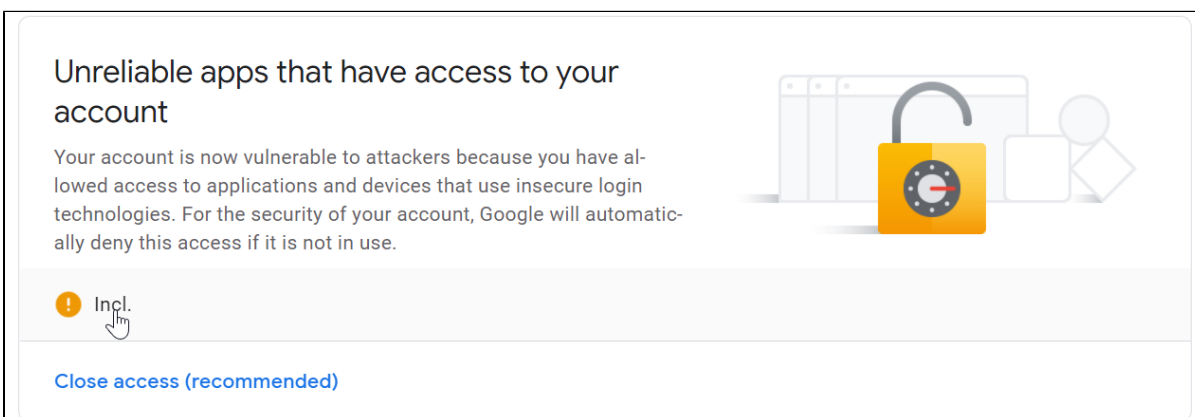 Unreliable apps that have access to your
account
Your account is now vulnerable to attackers because you have al-
lowed access to applications and devices that use insecure login
technologies. For the security of your account, Google will automatic-
ally deny this access if it is not in use.
Incl.
Close access (recommended)